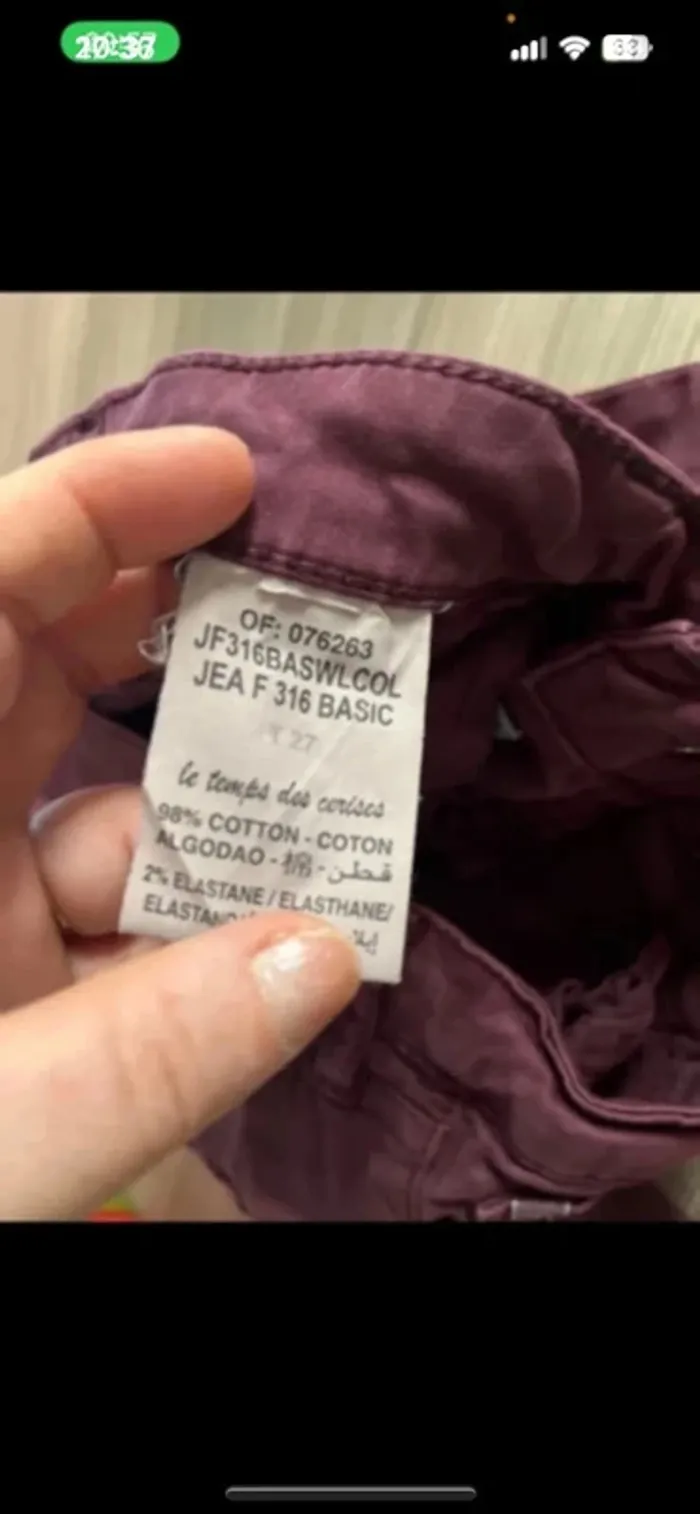 OF: 076263
JF316BASWLCOL
JEA F 316 BASIC
T 27
le temps des cerises
98% COTTON - COTON
ALGODAO - 棉 - قطن
2% ELASTANE / ELASTHANE/